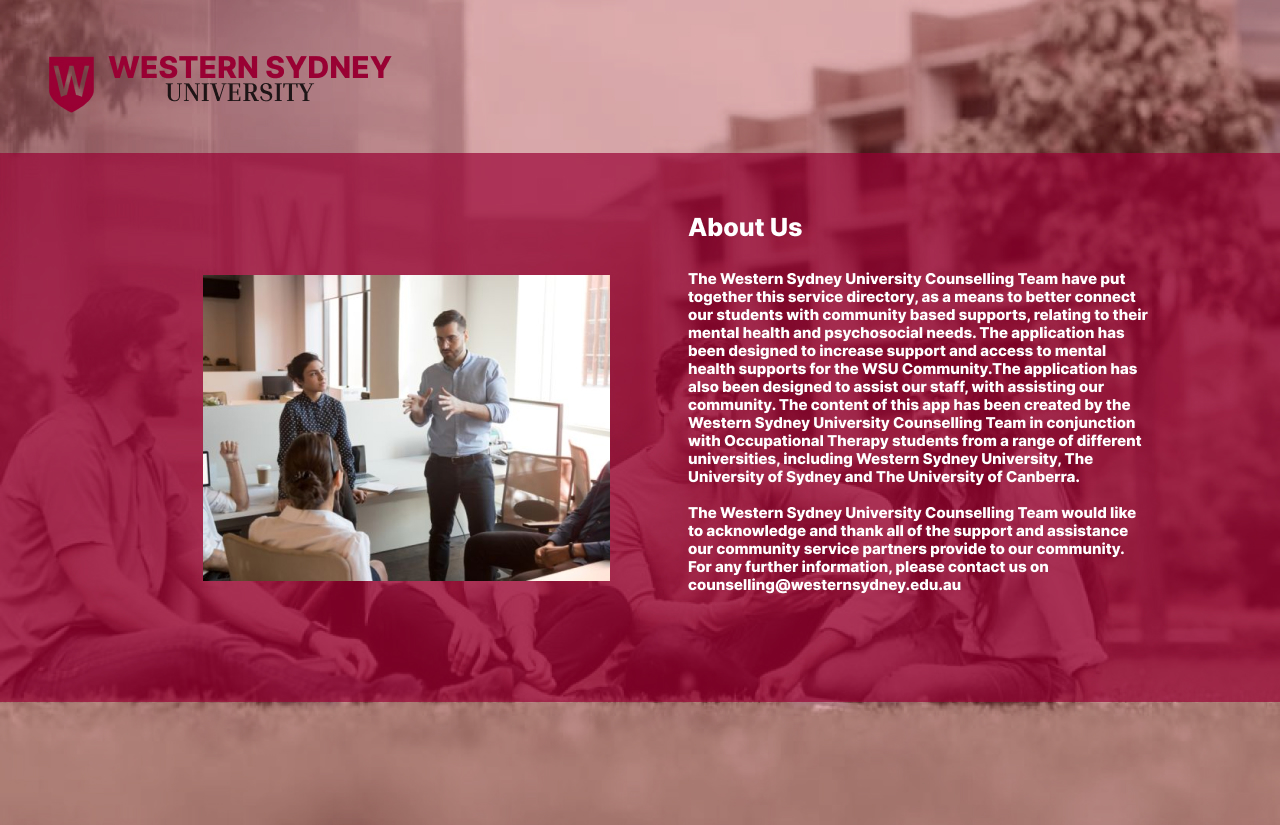 W
WESTERN SYDNEY
UNIVERSITY
W
About Us
The Western Sydney University Counselling Team have put
together this service directory, as a means to better connect
our students with community based supports, relating to their
mental health and psychosocial needs. The application has
been designed to increase support and access to mental
health supports for the WSU Community.The application has
also been designed to assist our staff, with assisting our
community. The content of this app has been created by the
Western Sydney University Counselling Team in conjunction
with Occupational Therapy students from a range of different
universities, including Western Sydney University, The
University of Sydney and The University of Canberra.
The Western Sydney University Counselling Team would like
to acknowledge and thank all of the support and assistance
our community service partners provide to our community.
For any further information, please contact us on
counselling@westernsydney.edu.au